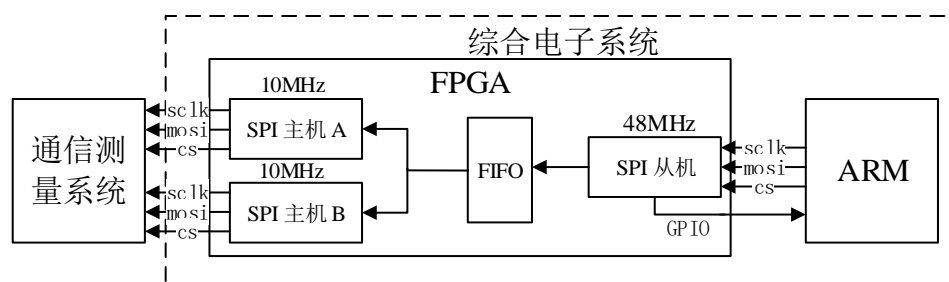 综合电子系统
FPGA
10MHz
sclk
mosi
cs
SPI 主机 A
通信测
量系统
10MHz
sclk
mosi
cs
SPI 主机 B
FIFO
48MHz
SPI 从机
sclk
mosi
cs
GPIO
ARM